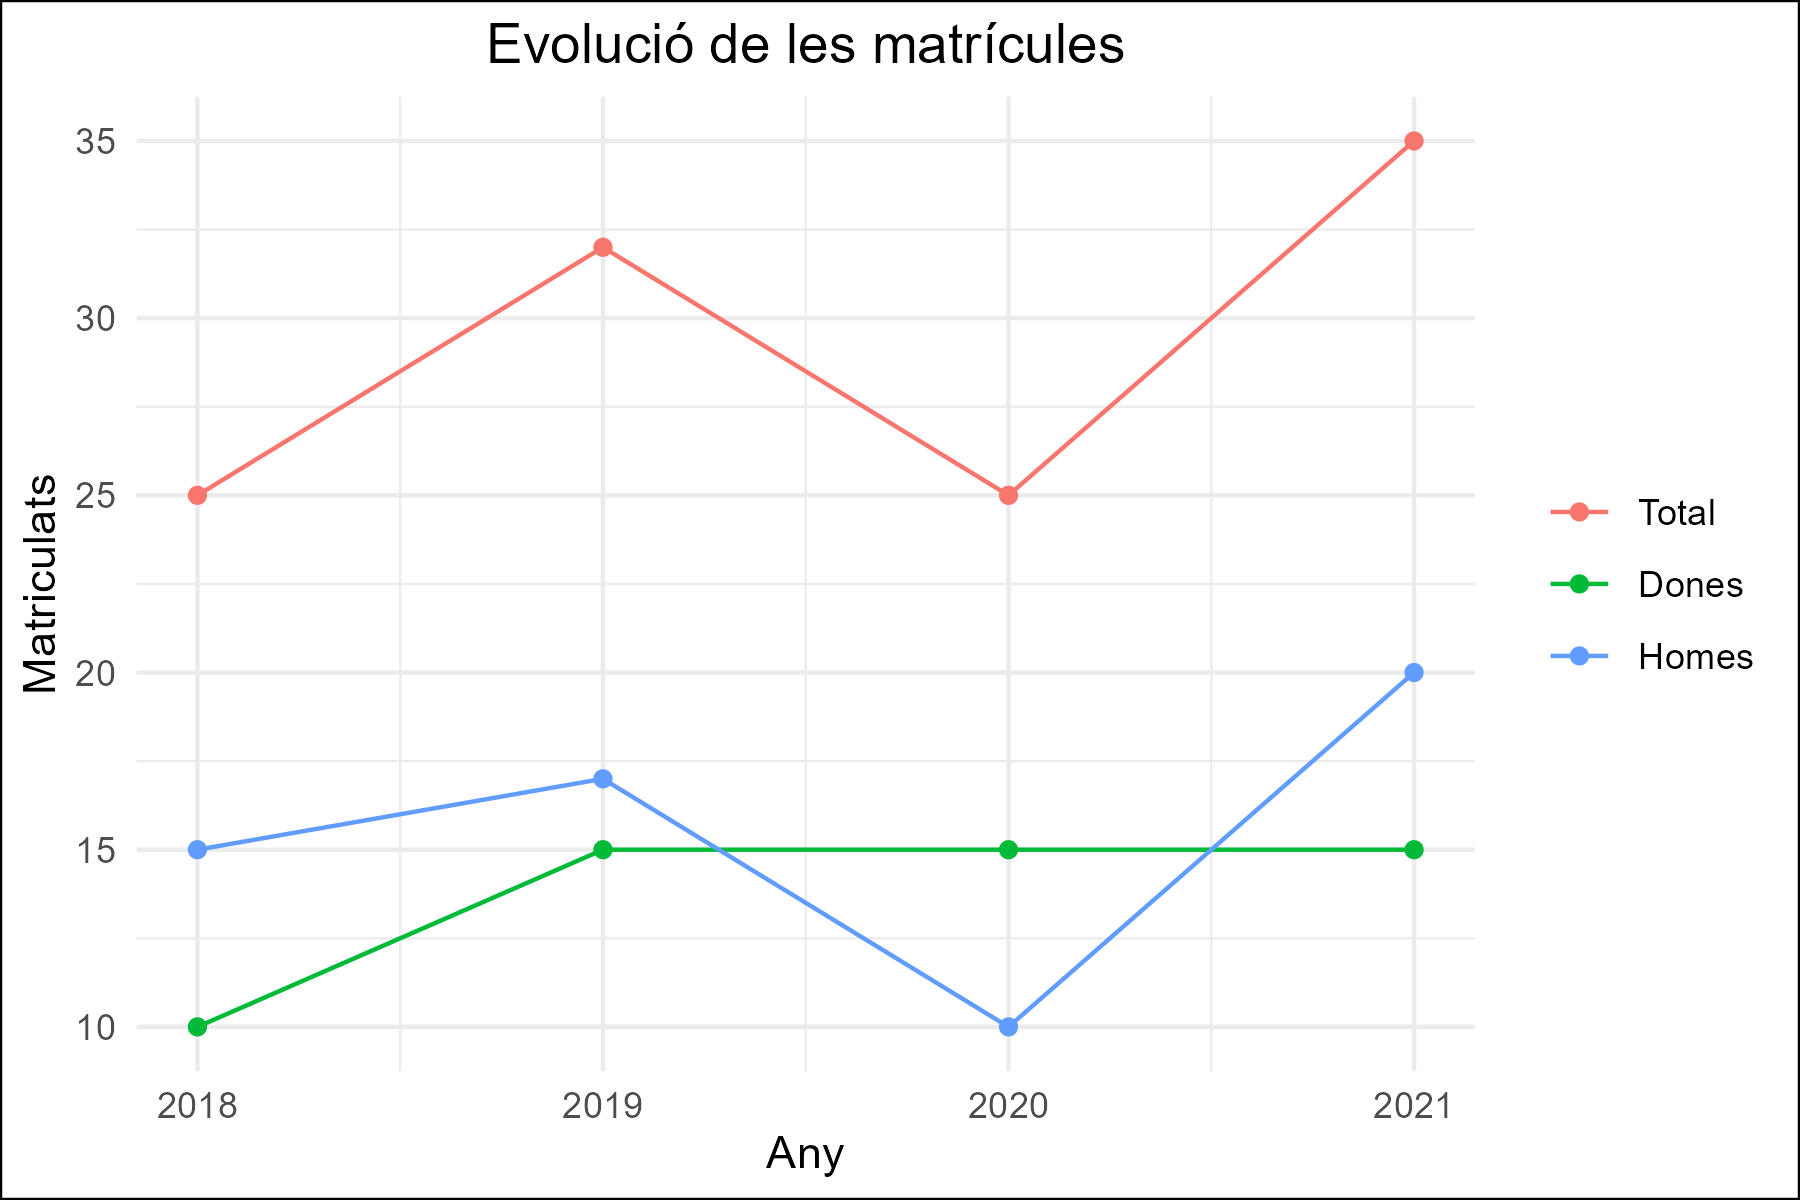 Evolució de les matrícules
Matriculats
35
30
25
20
15
10
2018 2019 2020 2021
Any
Total
Dones
Homes